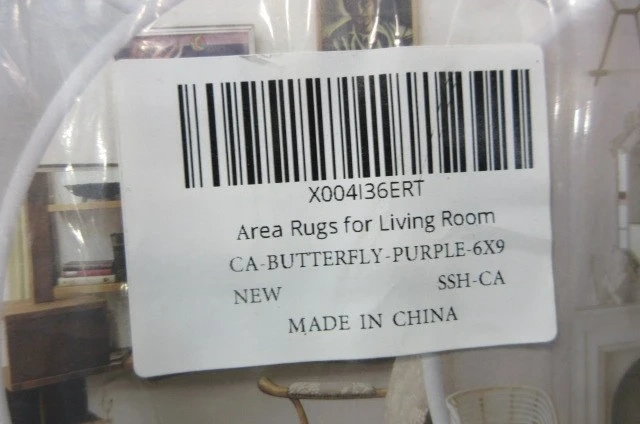 X004I36ERT
Area Rugs for Living Room
CA-BUTTERFLY-PURPLE-6X9
NEW SSH-CA
MADE IN CHINA